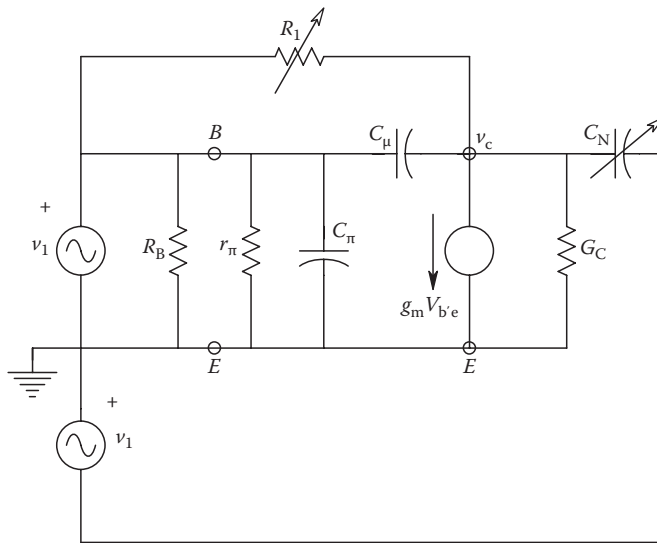 R1
B
Cμ
vc
CN
+
v1
RB
rπ
Cπ
gmVb′e
GC
E
E
+
v1